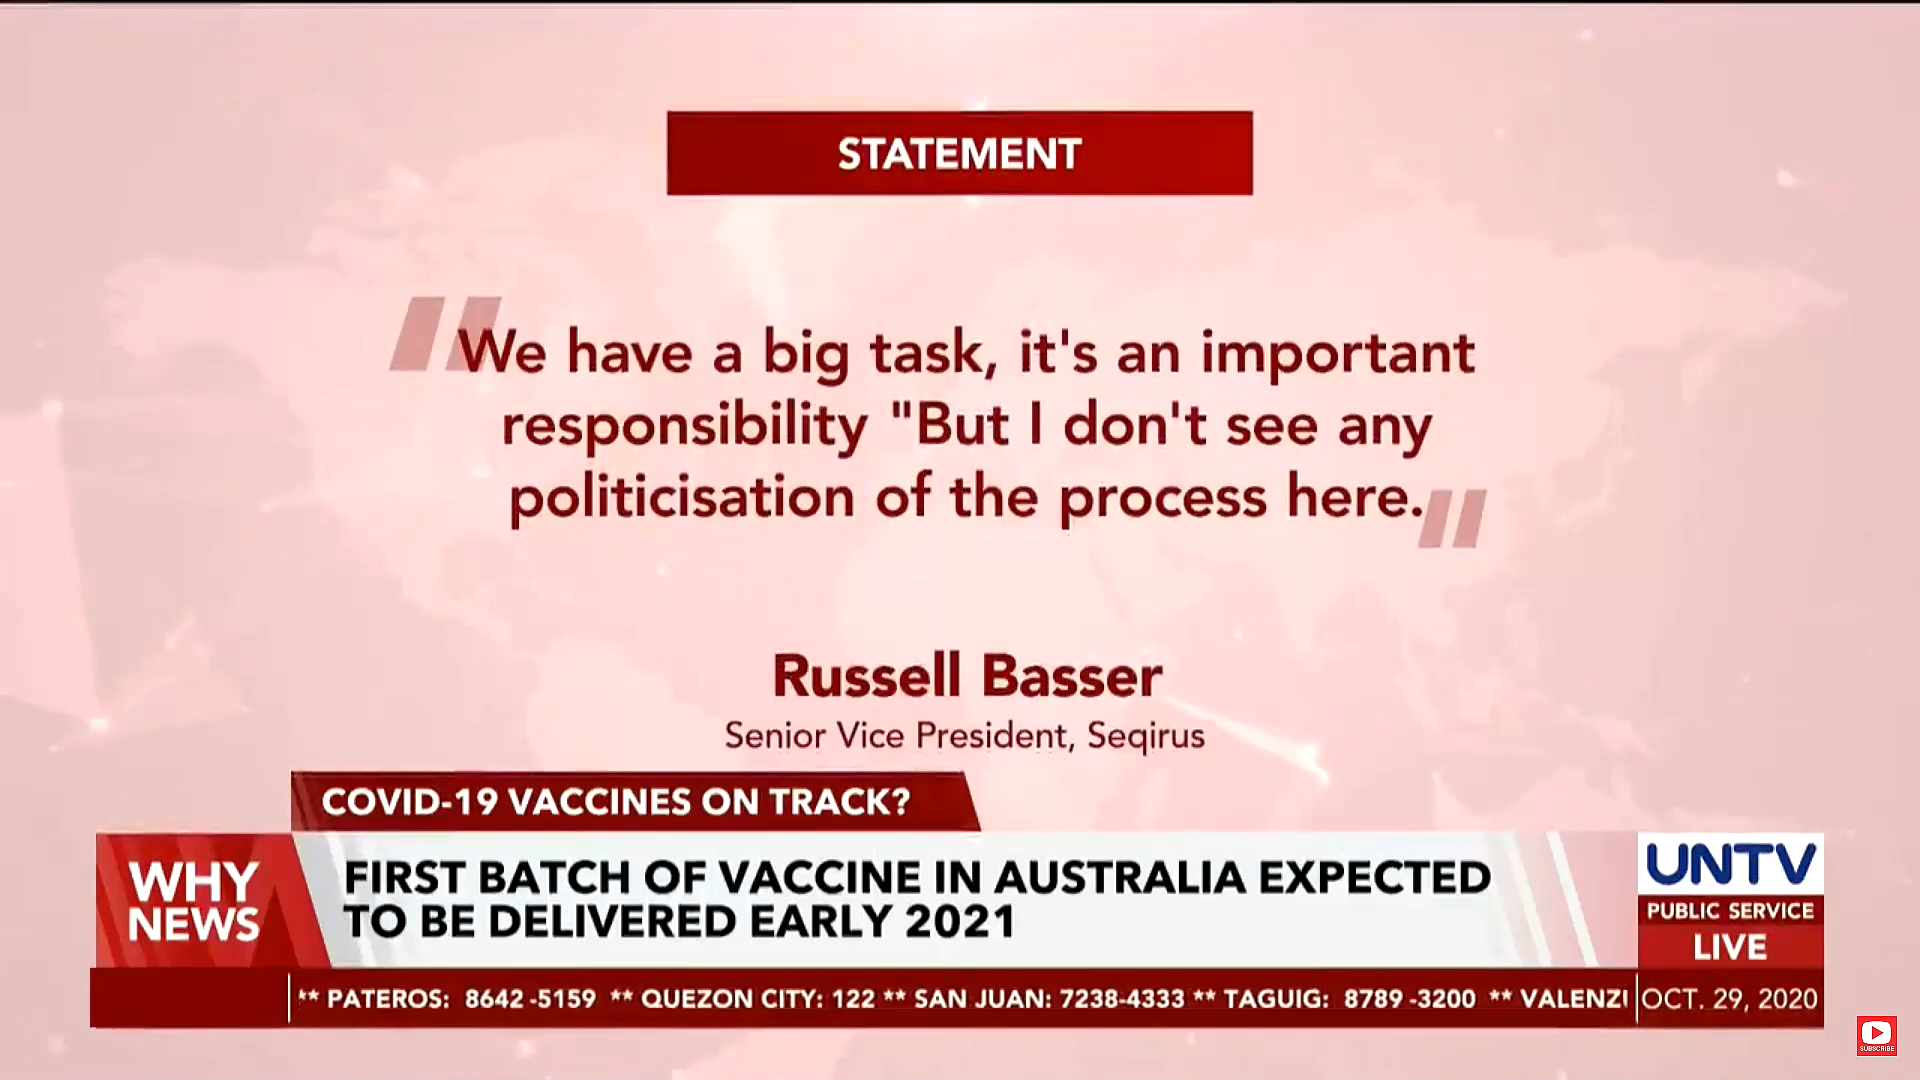 STATEMENT
We have a big task, it's an important
responsibility "But I don't see any
politicisation of the process here.
Russell Basser
Senior Vice President, Seqirus
COVID-19 VACCINES ON TRACK?
WHY
NEWS
FIRST BATCH OF VACCINE IN AUSTRALIA EXPECTED
TO BE DELIVERED EARLY 2021
UNTV
PUBLIC SERVICE
LIVE
** PATEROS: 8642 -5159 ** QUEZON CITY: 122 ** SAN JUAN: 7238-4333 ** TAGUIG: 8789 -3200 ** VALENZU
OCT. 29, 2020
SUBSCRIBE